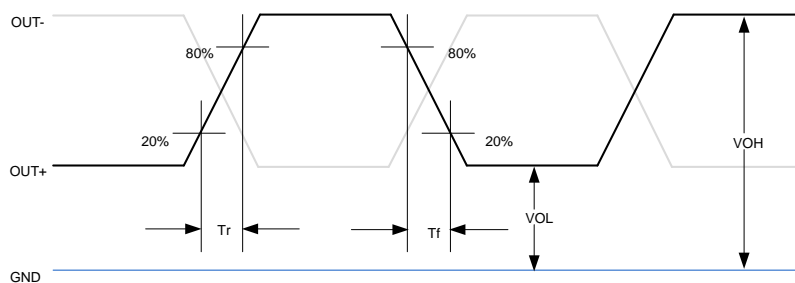 OUT-
80%
80%
20%
20%
VOH
OUT+
VOL
Tr
Tf
GND